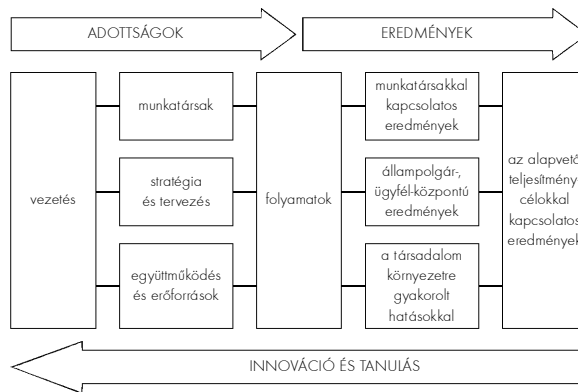 ADOTTSÁGOK
EREDMÉNYEK
vezetés
munkatársak
stratégia
és tervezés
együttműködés
és erőforrások
folyamatok
munkatársakkal
kapcsolatos
eredmények
állampolgár-,
ügyfél-központú
eredmények
a társadalom
környezetre
gyakorolt
hatásokkal
az alapvető
teljesítmény
célokkal
kapcsolatos
eredmények
INNOVÁCIÓ ÉS TANULÁS